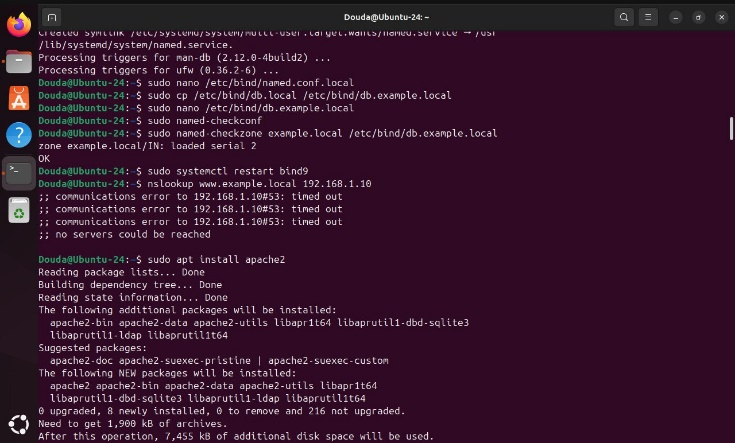 Douda@Ubuntu-24: ~
Created symlink /etc/systemd/system/multi-user.target.wants/named.service → /usr
/lib/systemd/system/named.service.
Processing triggers for man-db (2.12.0-4build2) ...
Processing triggers for ufw (0.36.2-6) ...
Douda@Ubuntu-24:~$ sudo nano /etc/bind/named.conf.local
Douda@Ubuntu-24:~$ sudo cp /etc/bind/db.local /etc/bind/db.example.local
Douda@Ubuntu-24:~$ sudo nano /etc/bind/db.example.local
Douda@Ubuntu-24:~$ sudo named-checkconf
Douda@Ubuntu-24:~$ sudo named-checkzone example.local /etc/bind/db.example.local
zone example.local/IN: loaded serial 2
OK
Douda@Ubuntu-24:~$ sudo systemctl restart bind9
Douda@Ubuntu-24:~$ nslookup www.example.local 192.168.1.10
;; communications error to 192.168.1.10#53: timed out
;; communications error to 192.168.1.10#53: timed out
;; communications error to 192.168.1.10#53: timed out
;; no servers could be reached
Douda@Ubuntu-24:~$ sudo apt install apache2
Reading package lists... Done
Building dependency tree... Done
Reading state information... Done
The following additional packages will be installed:
apache2-bin apache2-data apache2-utils libapr1t64 libaprutil1-dbd-sqlite3
libaprutil1-ldap libaprutil1t64
Suggested packages:
apache2-doc apache2-suexec-pristine | apache2-suexec-custom
The following NEW packages will be installed:
apache2 apache2-bin apache2-data apache2-utils libapr1t64
libaprutil1-dbd-sqlite3 libaprutil1-ldap libaprutil1t64
0 upgraded, 8 newly installed, 0 to remove and 216 not upgraded.
Need to get 1,900 kB of archives.
After this operation, 7,455 kB of additional disk space will be used.